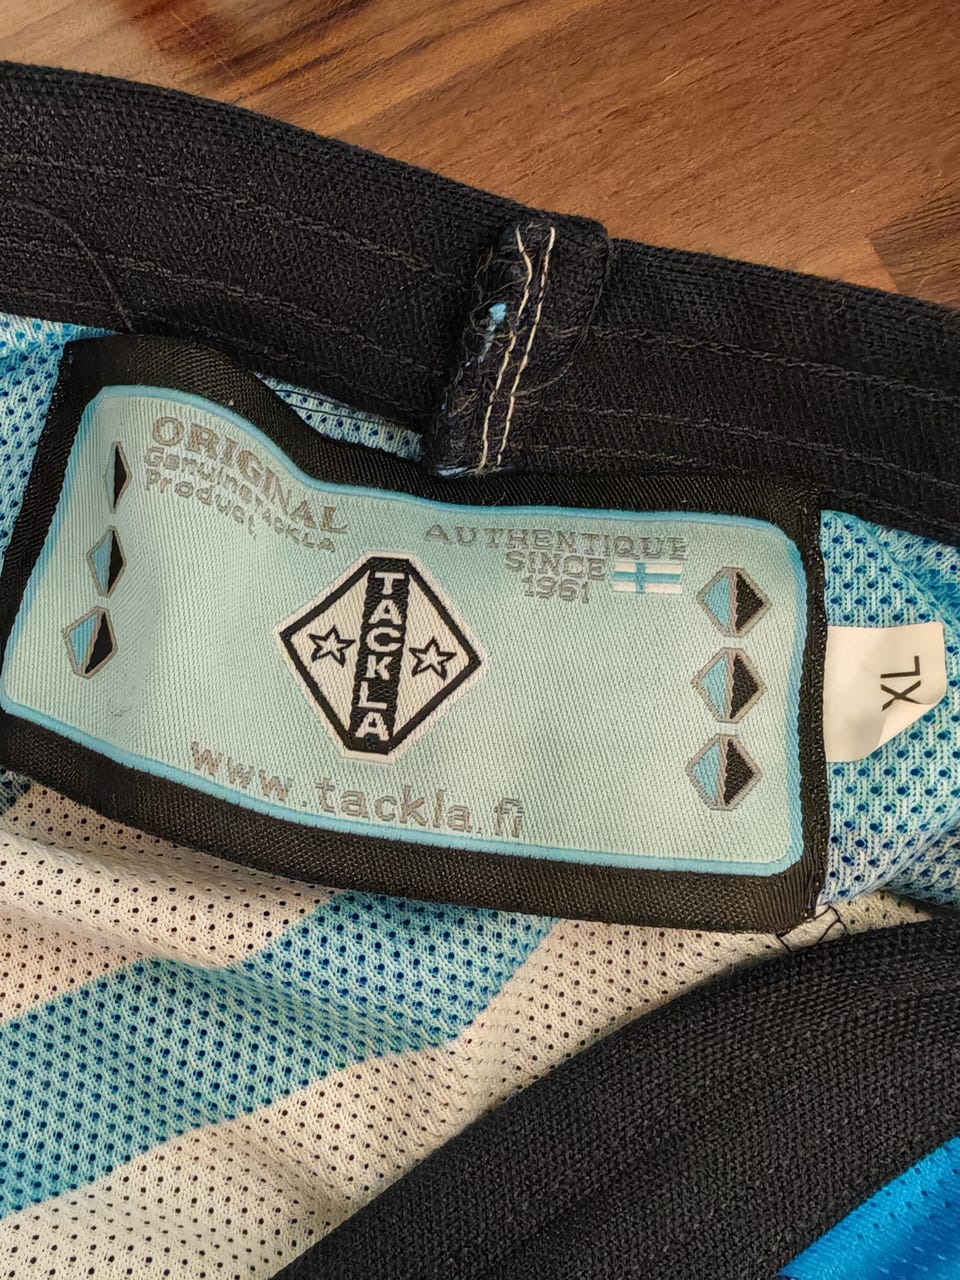 ORIGINAL
Genuine TACKLA
Product.
AUTHENTIQUE
SINCE
1961
TACKLA
www.tackla.fi
XL